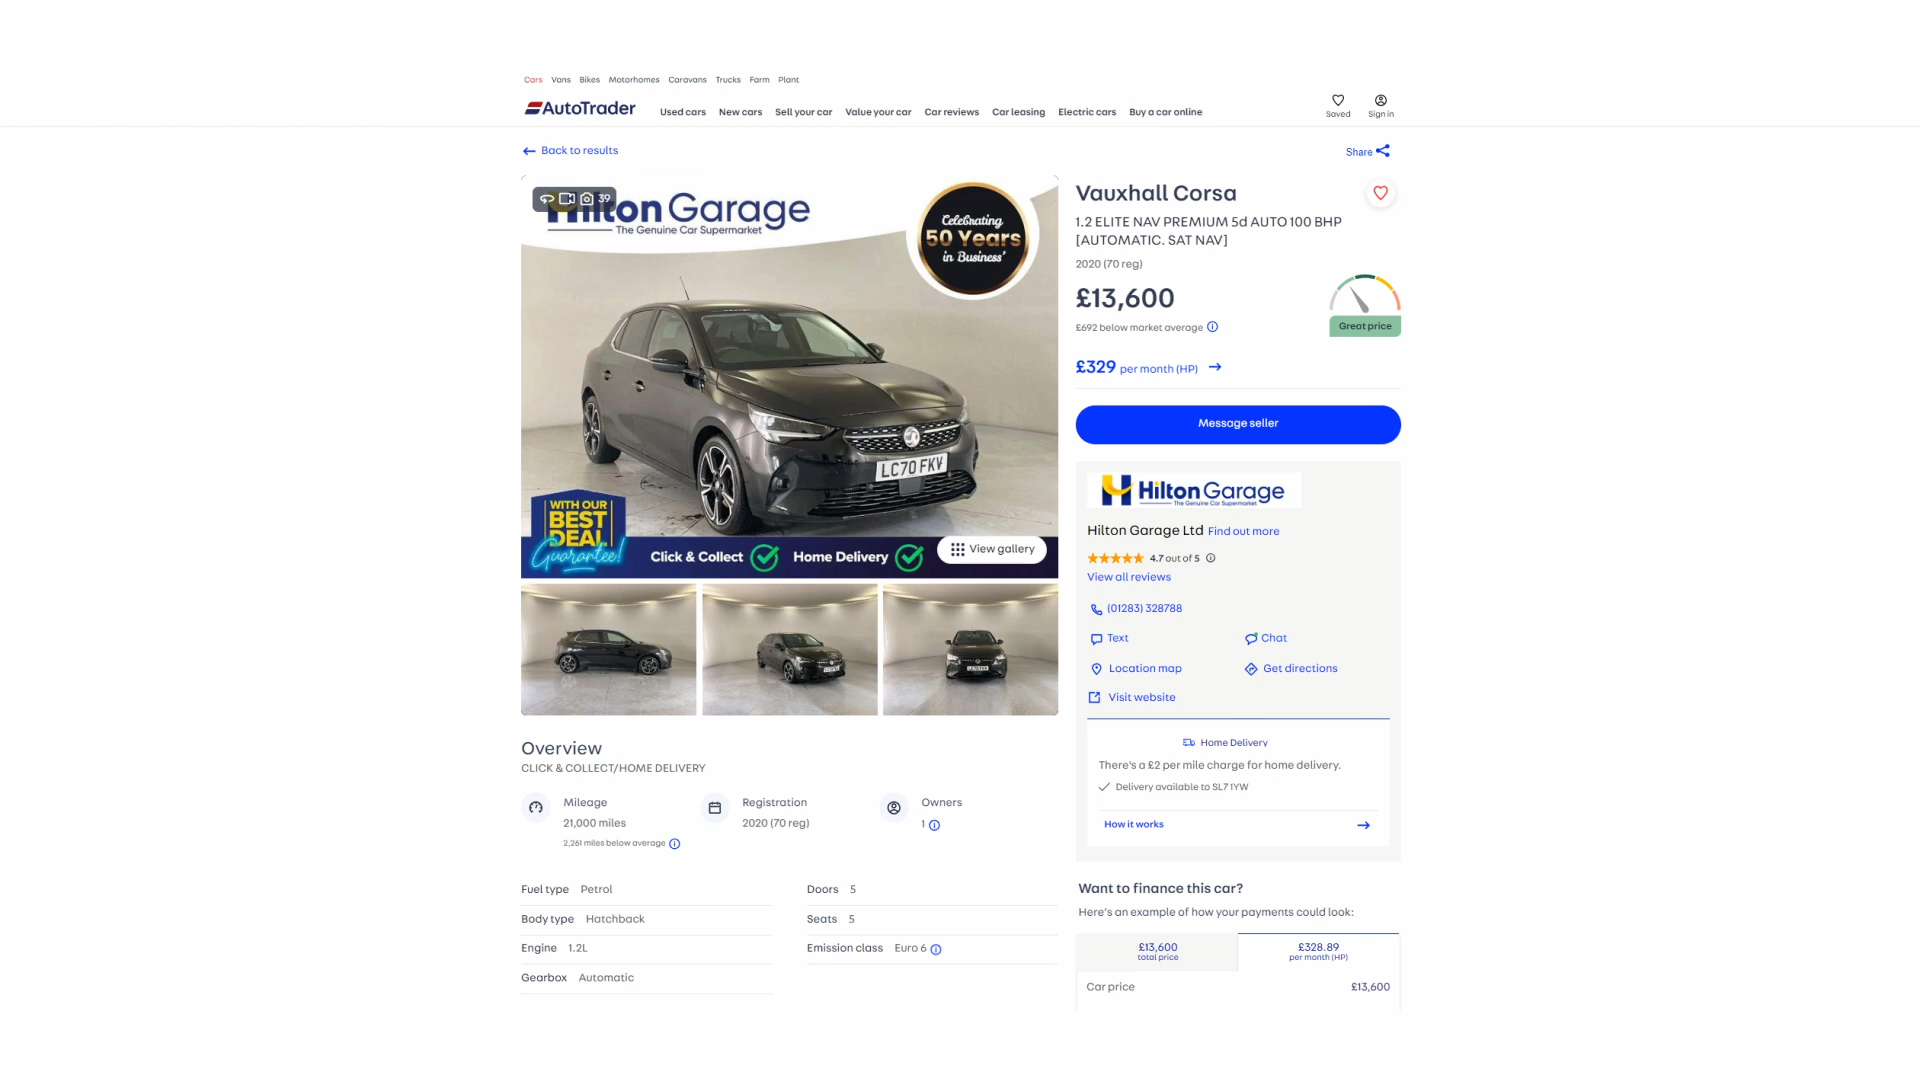 Cars Vans Bikes Motorhomes Caravans Trucks Farm Plant
AutoTrader
Used cars New cars Sell your car Value your car Car reviews Car leasing Electric cars Buy a car online
Saved
Sign in
Back to results
Share
39
Hilton Garage
The Genuine Car Supermarket
Celebrating
50 Years
in Business'
LC70 FKV
WITH OUR
BEST
DEAL
Guarantee!
Click & Collect
Home Delivery
View gallery
Vauxhall Corsa
1.2 ELITE NAV PREMIUM 5d AUTO 100 BHP
[AUTOMATIC. SAT NAV]
2020 (70 reg)
£13,600
£692 below market average
Great price
£329 per month (HP)
Message seller
Hilton Garage
The Genuine Car Supermarket
Hilton Garage Ltd Find out more
4.7 out of 5
View all reviews
(01283) 328788
Text
Chat
Location map
Get directions
Visit website
Home Delivery
There's a £2 per mile charge for home delivery.
Delivery available to SL7 1YW
How it works
Overview
CLICK & COLLECT/HOME DELIVERY
Mileage
21,000 miles
2,261 miles below average
Registration
2020 (70 reg)
Owners
1
Fuel type Petrol
Body type Hatchback
Engine 1.2L
Gearbox Automatic
Doors 5
Seats 5
Emission class Euro 6
Want to finance this car?
Here's an example of how your payments could look:
£13,600
total price
£328.89
per month (HP)
Car price £13,600